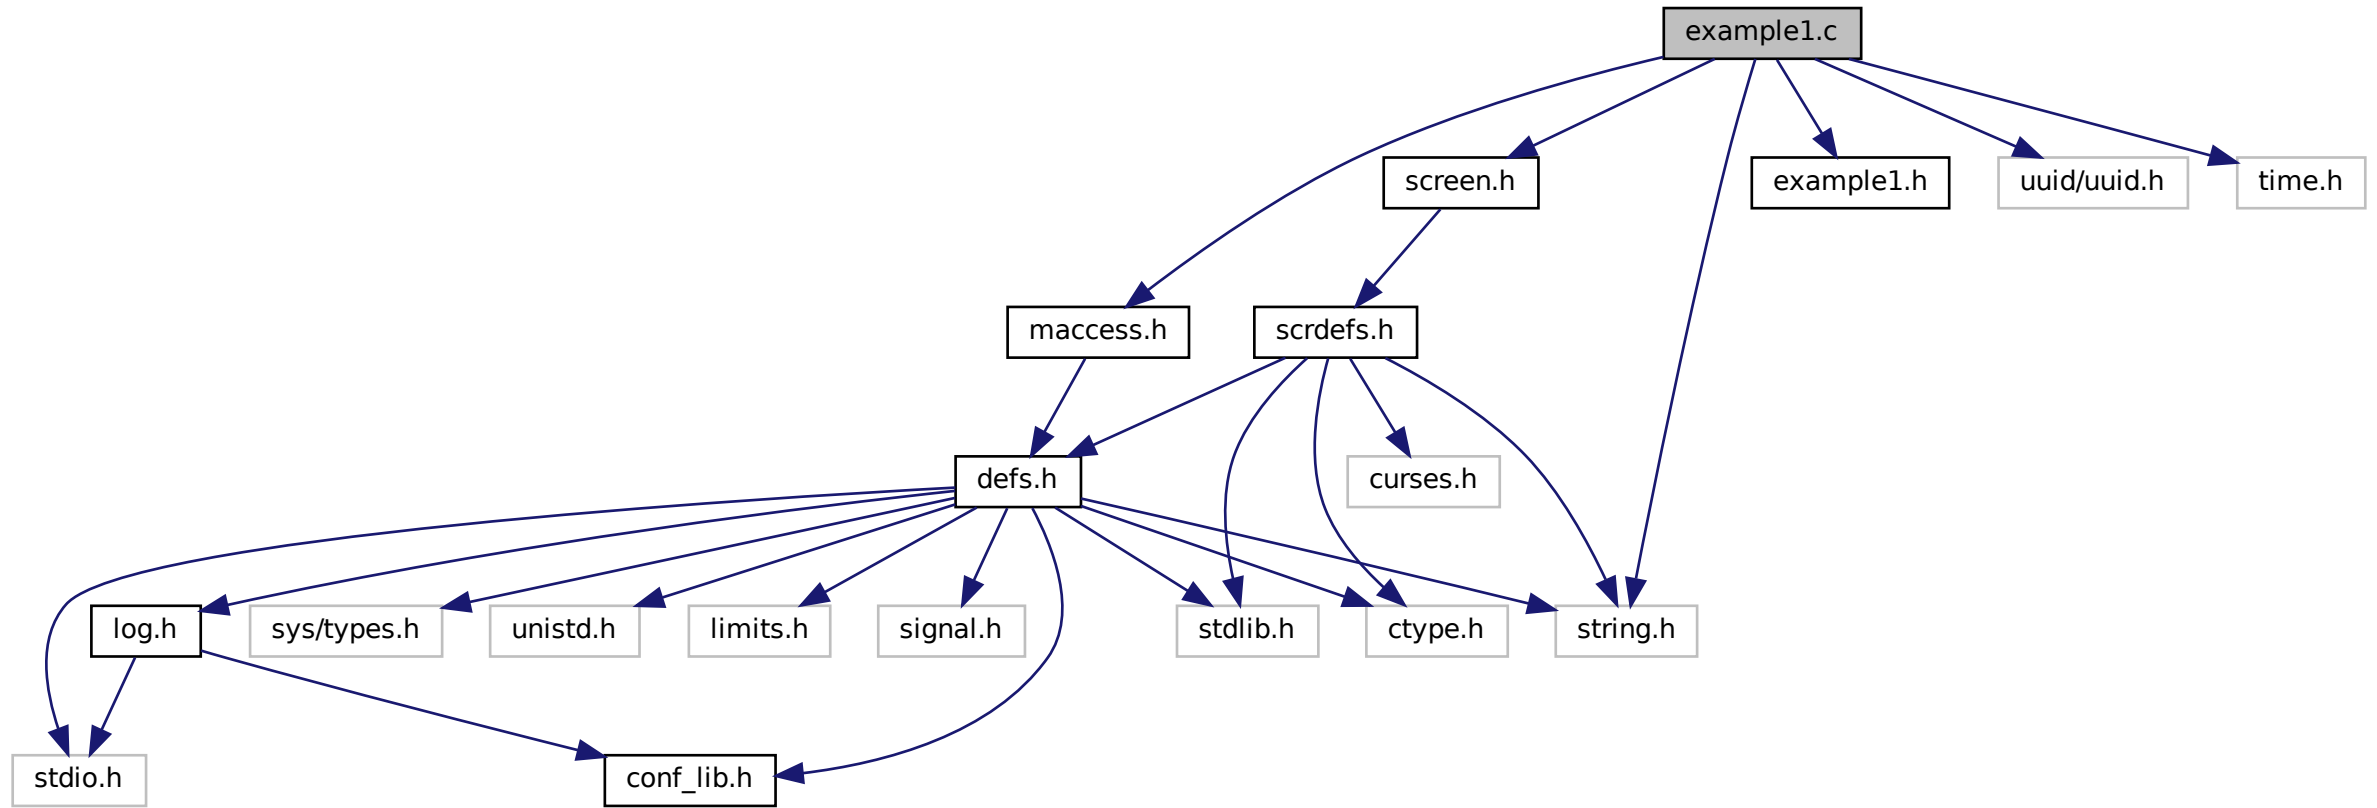 example1.c
screen.h
example1.h
uuid/uuid.h
time.h
maccess.h
scrdefs.h
defs.h
curses.h
log.h
sys/types.h
unistd.h
limits.h
signal.h
stdlib.h
ctype.h
string.h
stdio.h
conf_lib.h